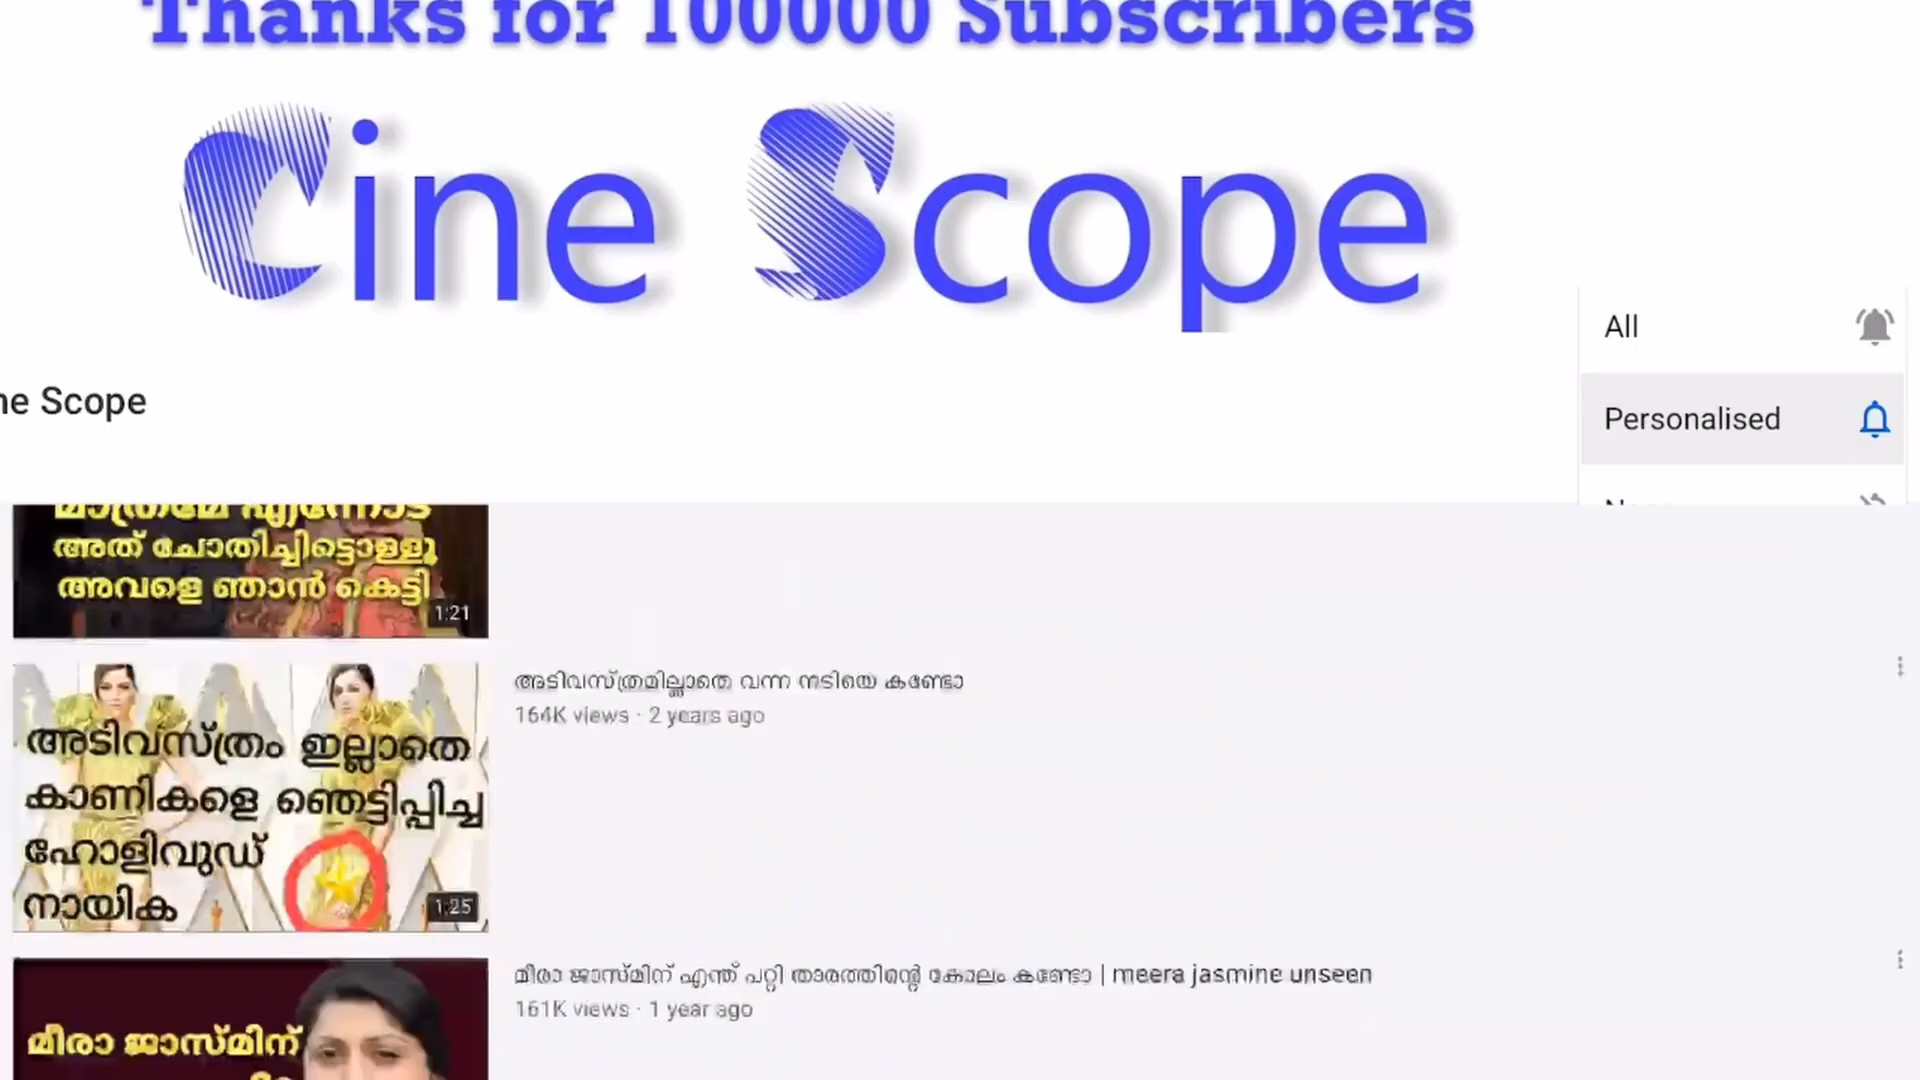 Thanks for 100000 Subscribers
Cine Scope
All
ne Scope
Personalised
മാത്രമേ എന്നോട്
അത് ചോതിച്ചിട്ടൊള്ളൂ
അവളെ ഞാൻ കെട്ടി
1:21
അടിവസ്ത്രമില്ലാതെ വന്ന നടിയെ കണ്ടോ
164K views · 2 years ago
അടിവസ്ത്രം ഇല്ലാതെ
കാണികളെ ഞെട്ടിപ്പിച്ച
ഹോളിവുഡ്
നായിക
1:25
മീരാ ജാസ്മിന് എന്ത് പറ്റി താരത്തിന്റെ കോലം കണ്ടോ | meera jasmine unseen
161K views · 1 year ago
മീരാ ജാസ്മിന്